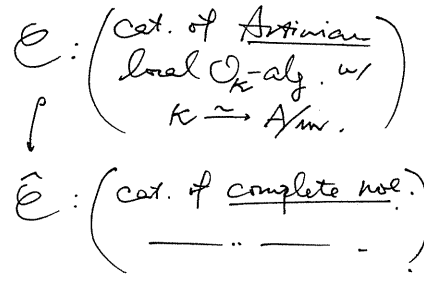 𝒞 : (cat. of Artinian
local O_K-alg. w/
κ ⥲ A/m.)
Ĉ : (cat. of complete noe.
—— .. —— -.)